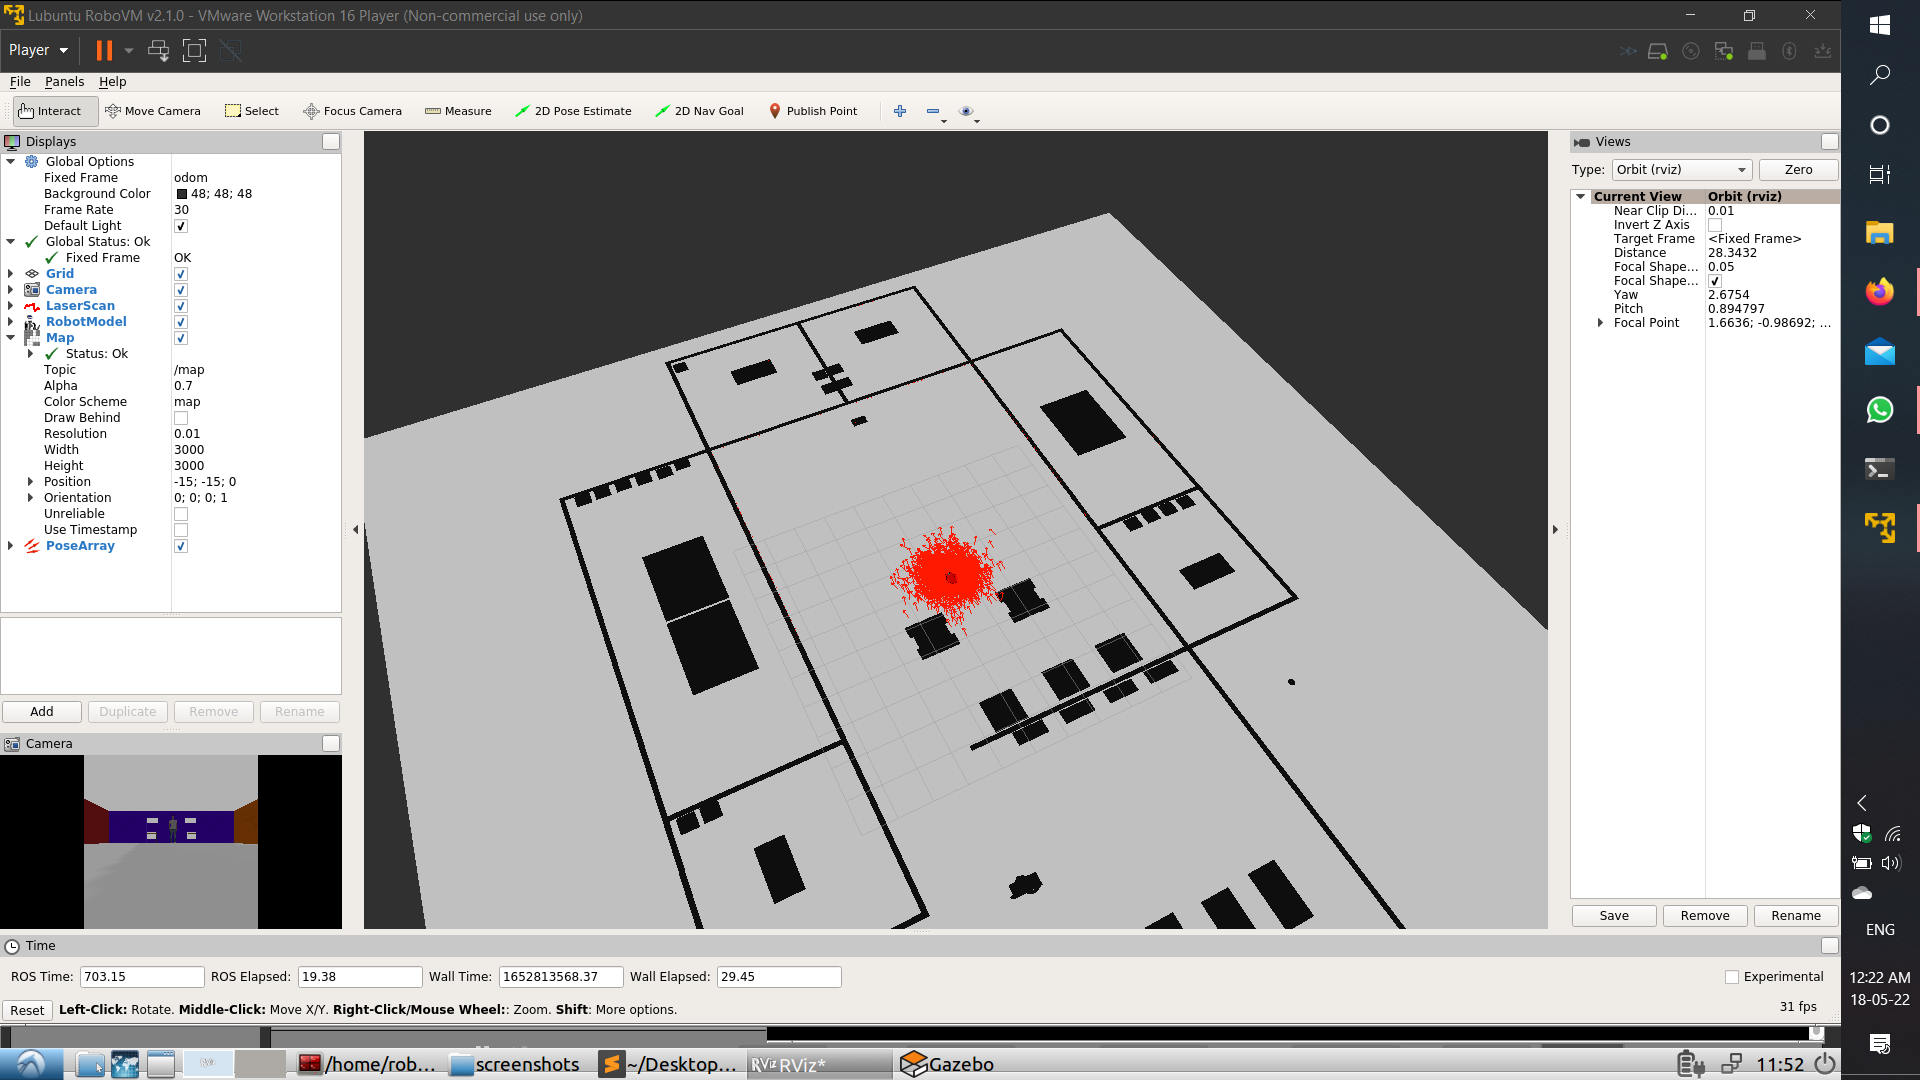 Lubuntu RoboVM v2.1.0 - VMware Workstation 16 Player (Non-commercial use only)
Player
File Panels Help
Interact Move Camera Select Focus Camera Measure 2D Pose Estimate 2D Nav Goal Publish Point
Displays
Global Options
Fixed Frame odom
Background Color 48; 48; 48
Frame Rate 30
Default Light
Global Status: Ok
Fixed Frame OK
Grid
Camera
LaserScan
RobotModel
Map
Status: Ok
Topic /map
Alpha 0.7
Color Scheme map
Draw Behind
Resolution 0.01
Width 3000
Height 3000
Position -15; -15; 0
Orientation 0; 0; 0; 1
Unreliable
Use Timestamp
PoseArray
Add Duplicate Remove Rename
Camera
Views
Type: Orbit (rviz) Zero
Current View Orbit (rviz)
Near Clip Di... 0.01
Invert Z Axis
Target Frame <Fixed Frame>
Distance 28.3432
Focal Shape... 0.05
Focal Shape...
Yaw 2.6754
Pitch 0.894797
Focal Point 1.6636; -0.98692; ...
Save Remove Rename
Time
ROS Time: 703.15 ROS Elapsed: 19.38 Wall Time: 1652813568.37 Wall Elapsed: 29.45 Experimental
Reset Left-Click: Rotate. Middle-Click: Move X/Y. Right-Click/Mouse Wheel:: Zoom. Shift: More options. 31 fps
/home/rob... screenshots ~/Desktop... RViz RViz* Gazebo 11:52
ENG
12:22 AM
18-05-22